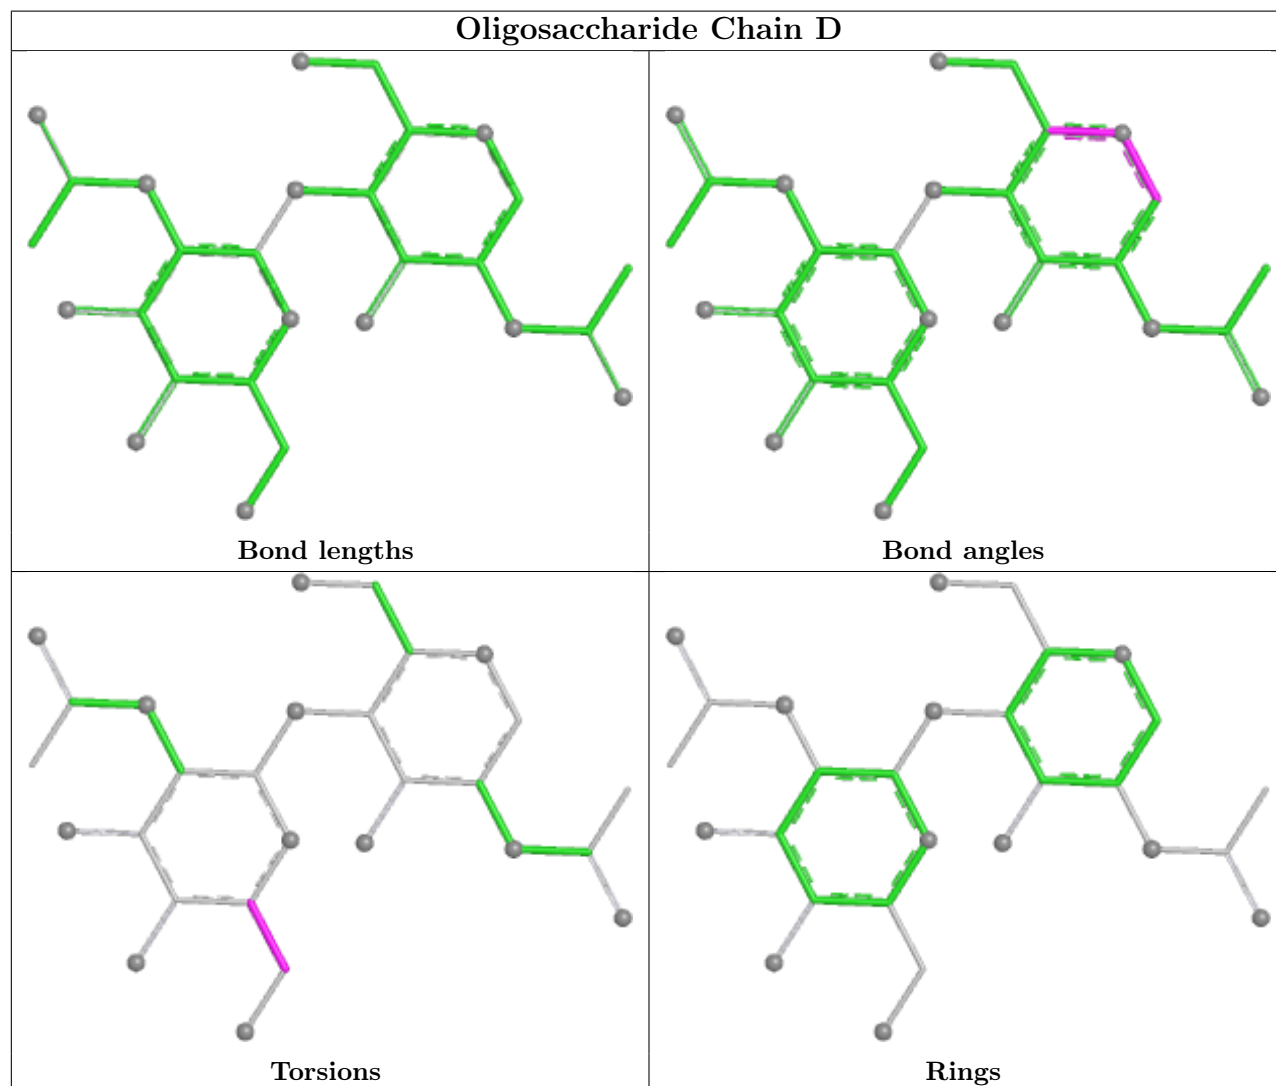 Oligosaccharide Chain D
Bond lengths
Bond angles
Torsions
Rings